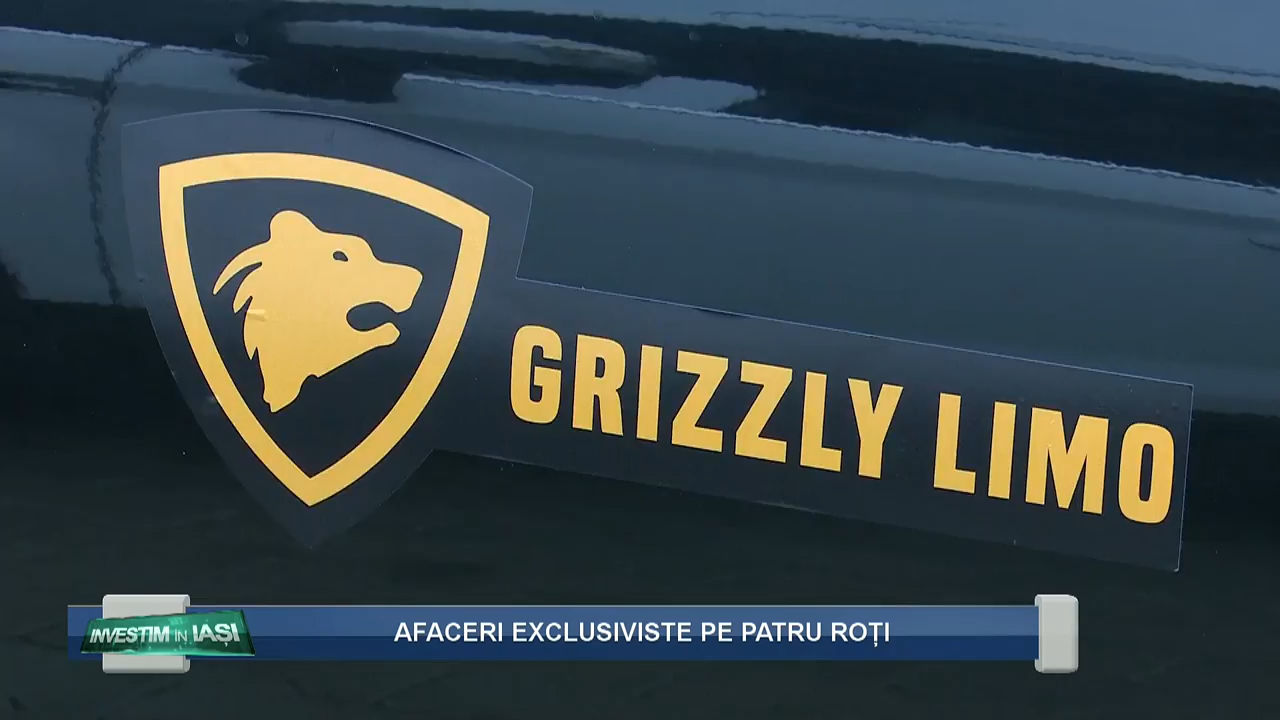 GRIZZLY LIMO
INVESTIM IN IAȘI
AFACERI EXCLUSIVISTE PE PATRU ROȚI